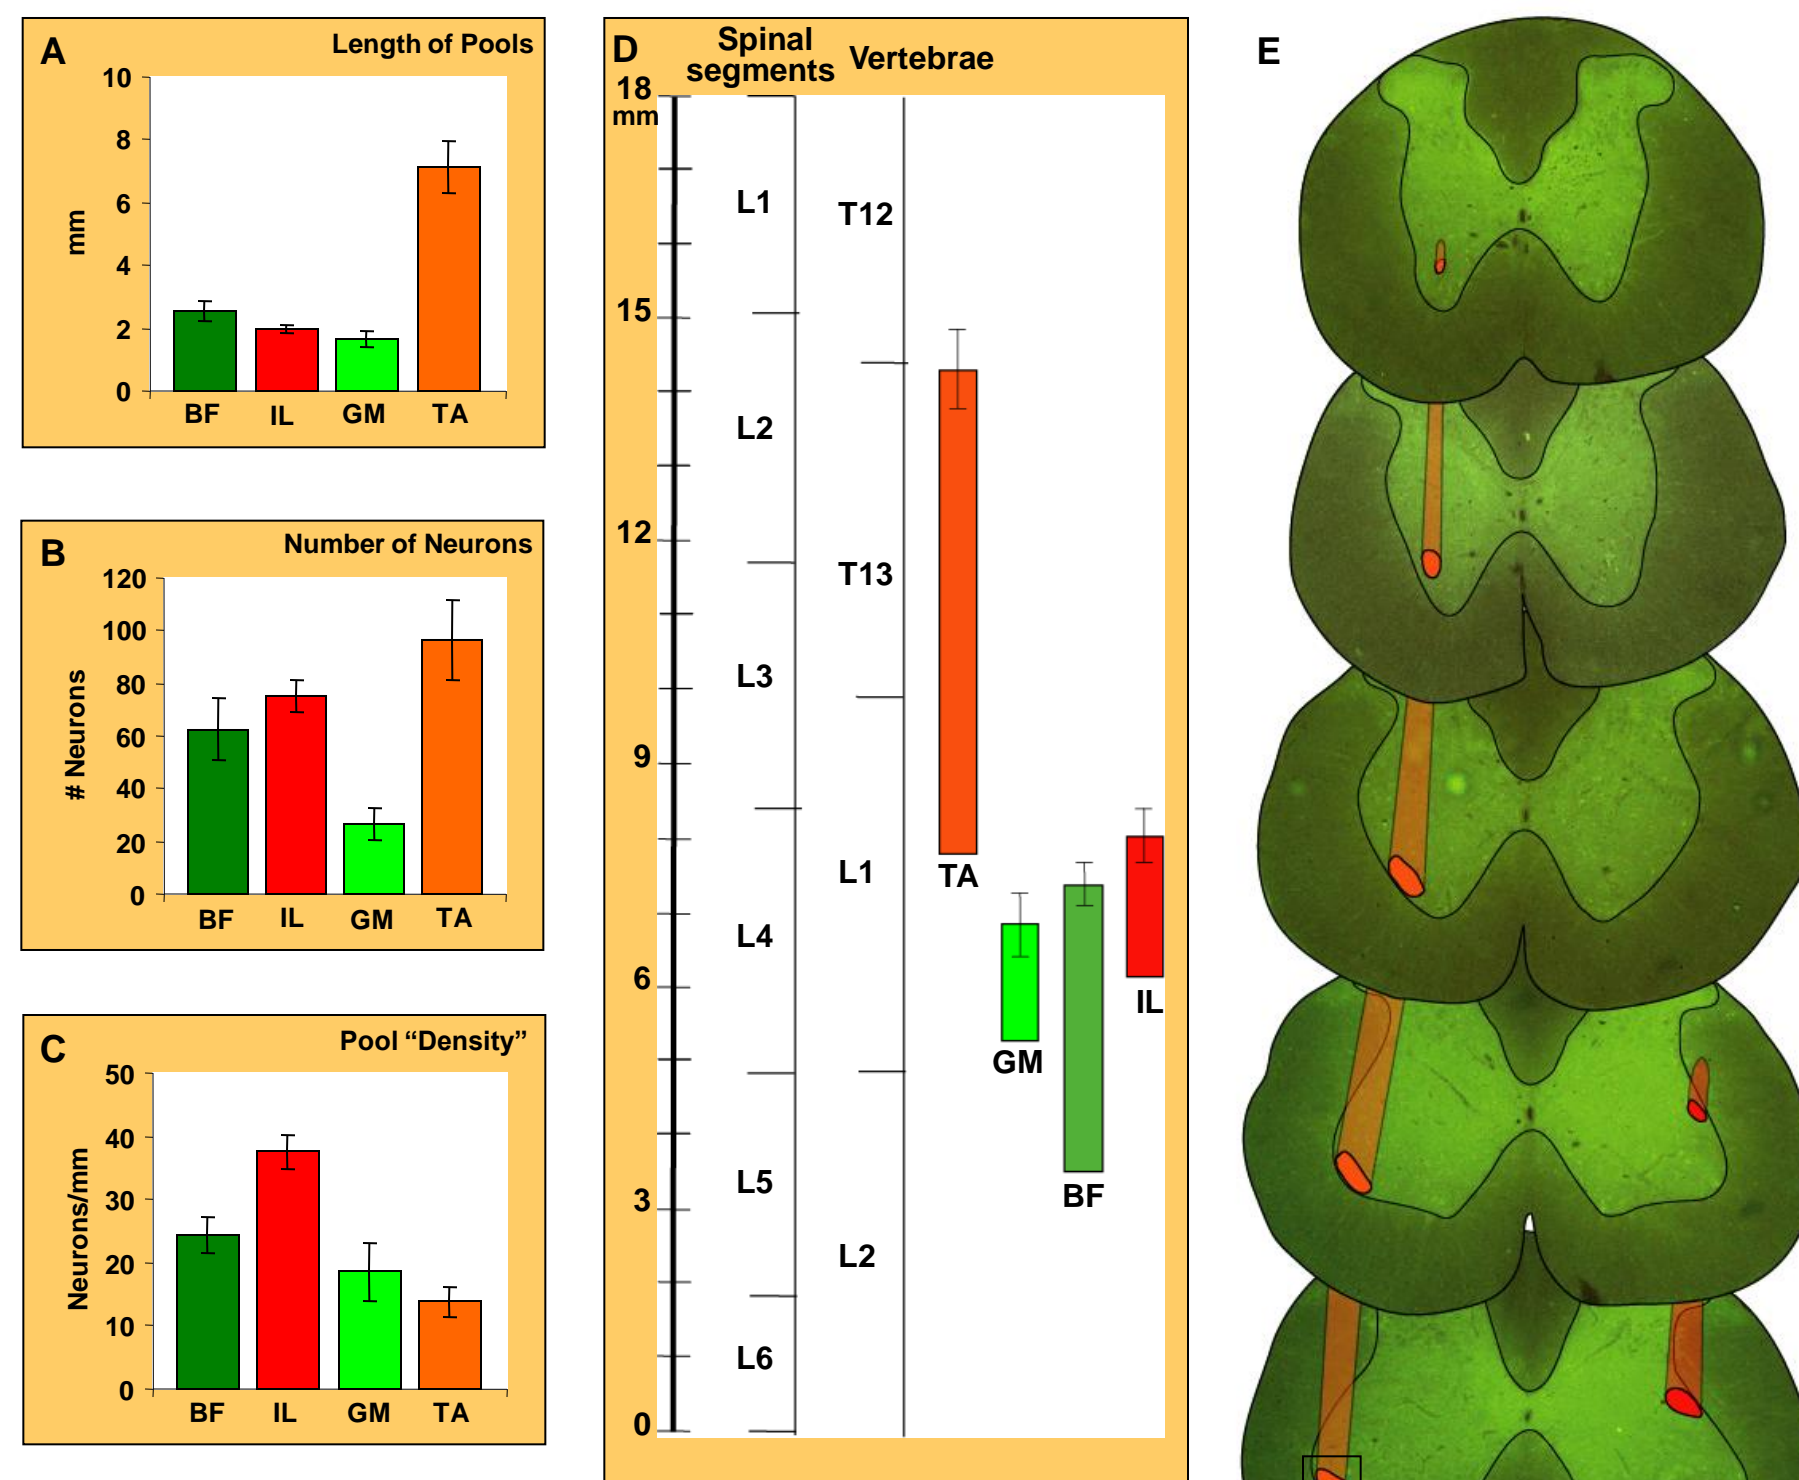 A
Length of Pools
10
8
6
4
2
0
mm
BF IL GM TA
B
Number of Neurons
120
100
80
60
40
20
0
# Neurons
BF IL GM TA
C
Pool “Density”
50
40
30
20
10
0
Neurons/mm
BF IL GM TA
D
Spinal
segments
Vertebrae
18
mm
15
12
9
6
3
0
L1
L2
L3
L4
L5
L6
T12
T13
L1
L2
TA
GM
BF
IL
E